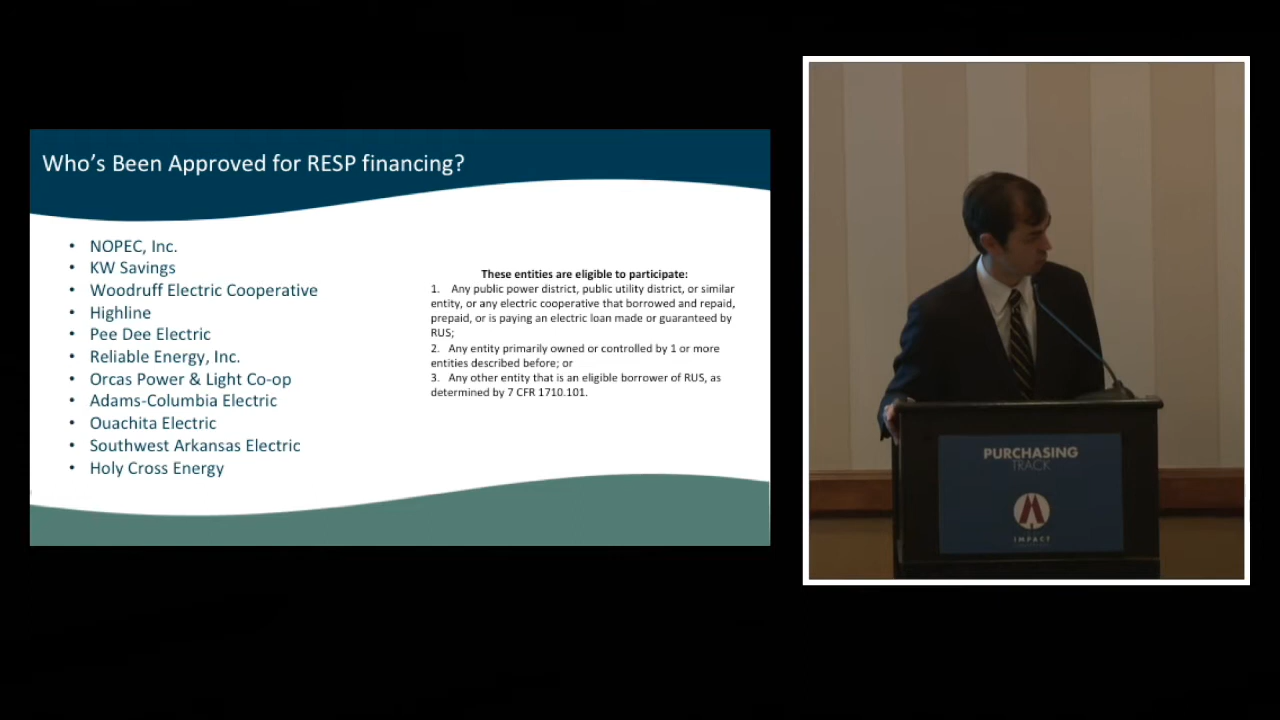 Who's Been Approved for RESP financing?
• NOPEC, Inc.
• KW Savings
• Woodruff Electric Cooperative
• Highline
• Pee Dee Electric
• Reliable Energy, Inc.
• Orcas Power & Light Co-op
• Adams-Columbia Electric
• Ouachita Electric
• Southwest Arkansas Electric
• Holy Cross Energy
These entities are eligible to participate:
1. Any public power district, public utility district, or similar
entity, or any electric cooperative that borrowed and repaid,
prepaid, or is paying an electric loan made or guaranteed by
RUS;
2. Any entity primarily owned or controlled by 1 or more
entities described before; or
3. Any other entity that is an eligible borrower of RUS, as
determined by 7 CFR 1710.101.
PURCHASING
TRACK
IMPACT